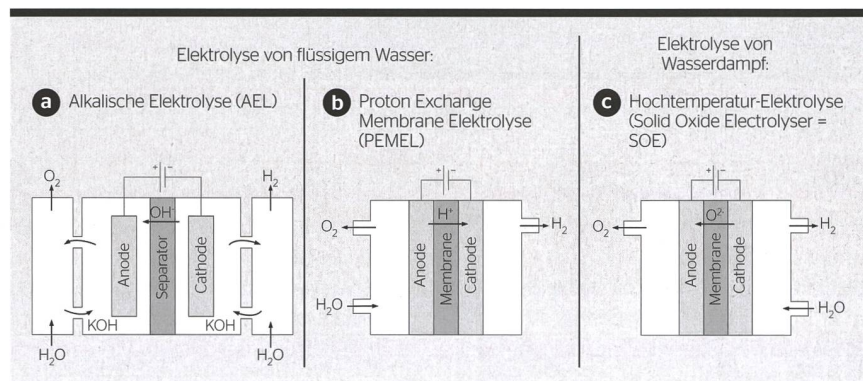 Elektrolyse von flüssigem Wasser:
Elektrolyse von
Wasserdampf:
a Alkalische Elektrolyse (AEL)
b Proton Exchange
Membrane Elektrolyse
(PEMEL)
c Hochtemperatur-Elektrolyse
(Solid Oxide Electrolyser =
SOE)
O₂
+ −
H₂
OH⁻
Anode
Separator
Cathode
KOH
KOH
H₂O
H₂O
+ −
H⁺
O₂
H₂
Anode
Membrane
Cathode
H₂O
+ −
O²⁻
O₂
H₂
Anode
Membrane
Cathode
H₂O